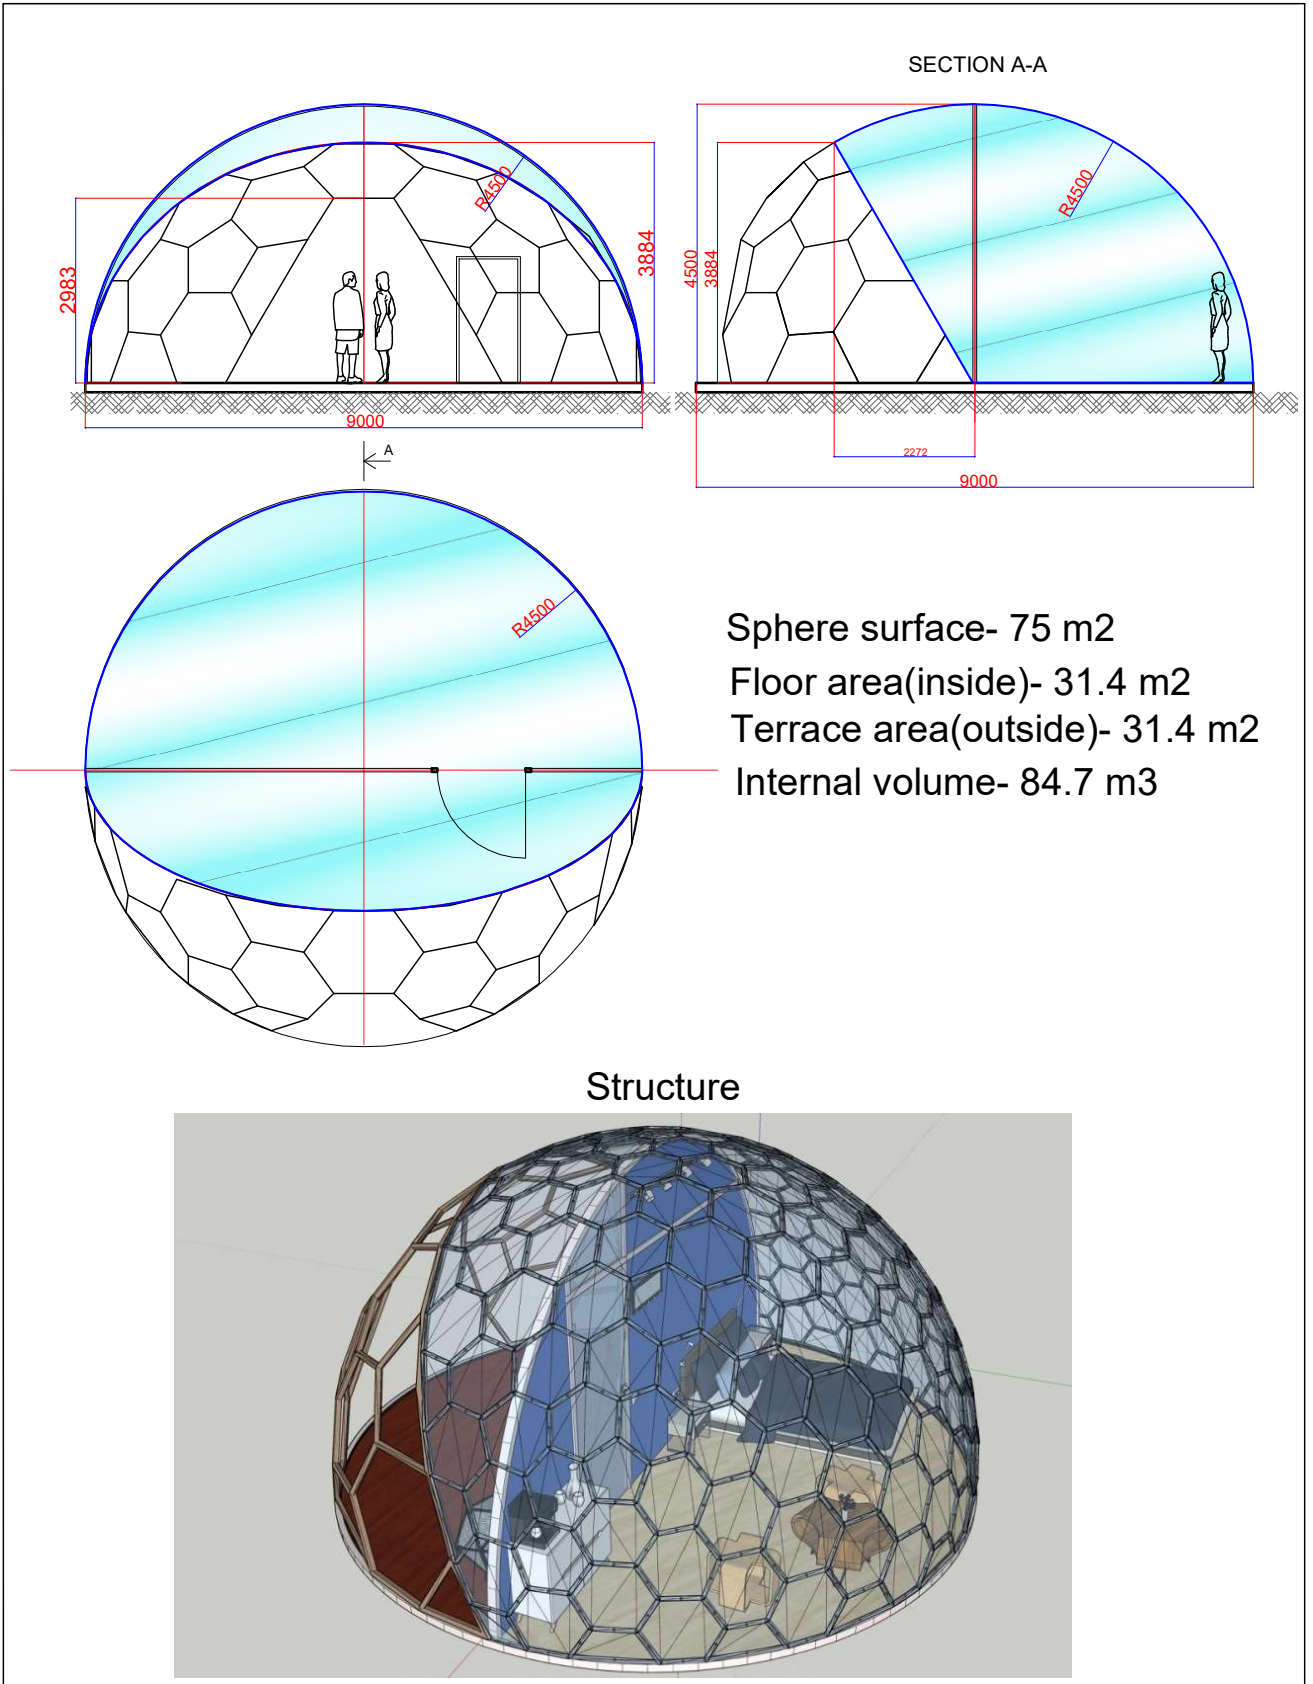 SECTION A-A
R4500
2983
3884
9000
A
4500
3884
R4500
2272
9000
R4500
Sphere surface- 75 m2
Floor area(inside)- 31.4 m2
Terrace area(outside)- 31.4 m2
Internal volume- 84.7 m3
Structure